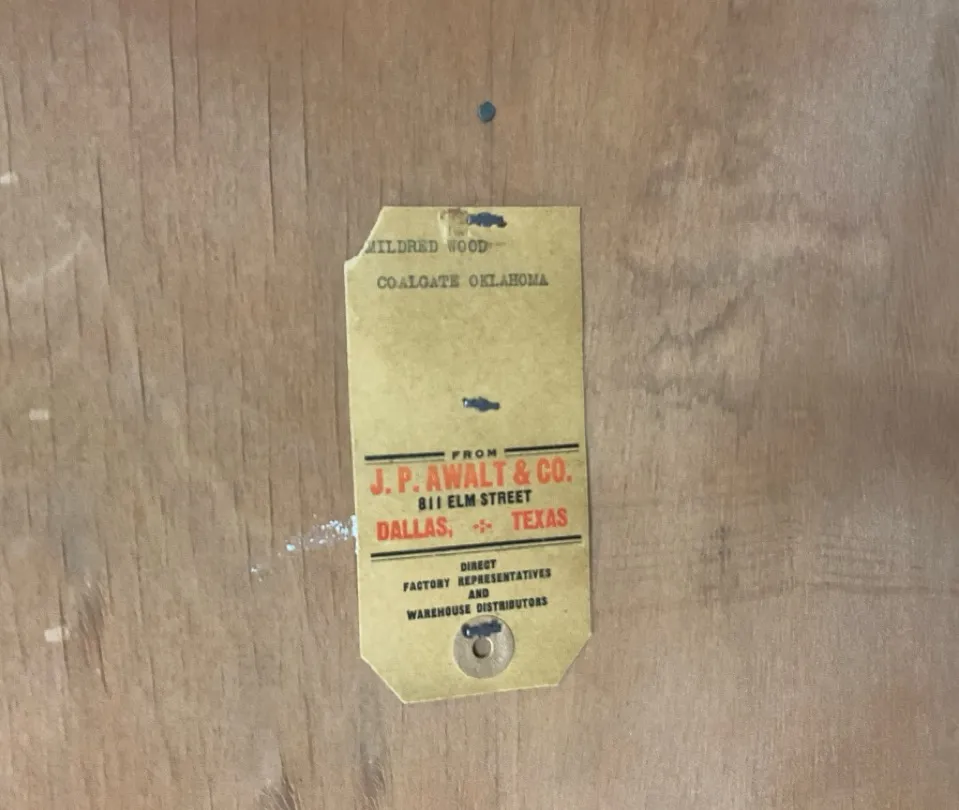 MILDRED WOOD
COALGATE OKLAHOMA
FROM
J. P. AWALT & CO.
811 ELM STREET
DALLAS, TEXAS
DIRECT
FACTORY REPRESENTATIVES
AND
WAREHOUSE DISTRIBUTORS